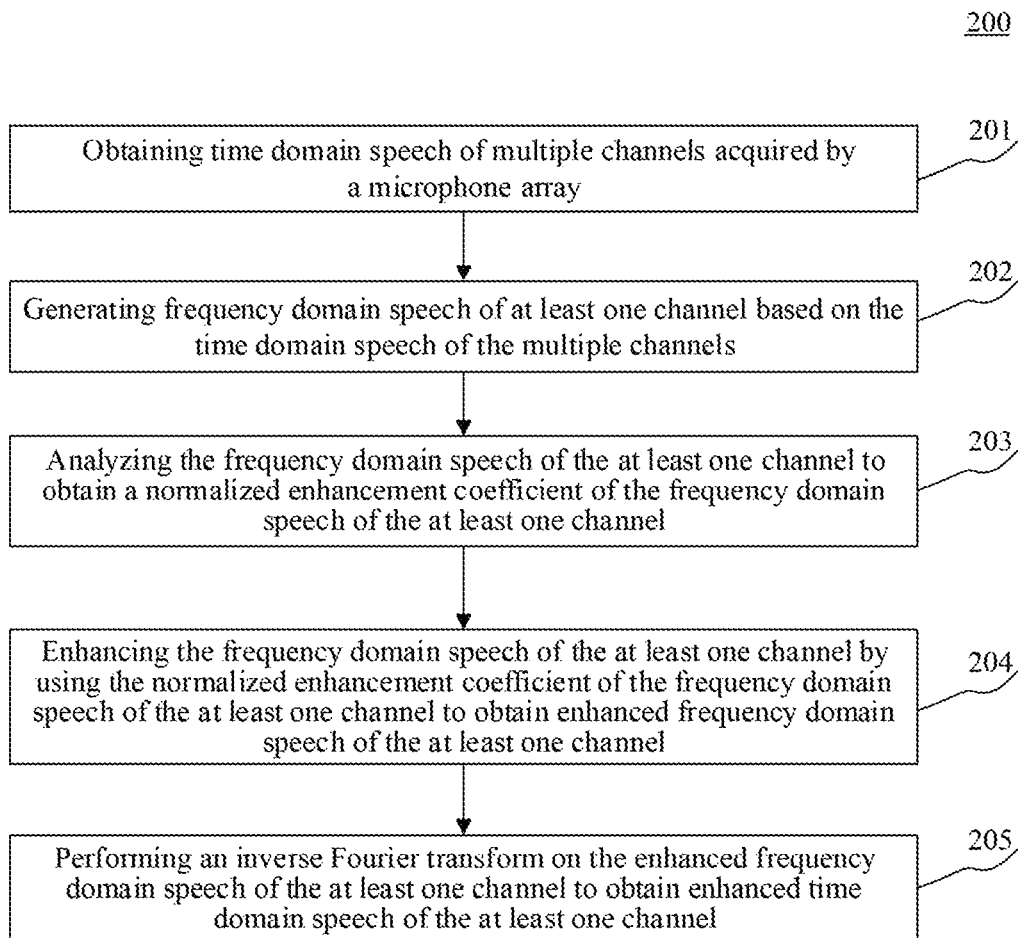 200
201
Obtaining time domain speech of multiple channels acquired by
a microphone array
202
Generating frequency domain speech of at least one channel based on the
time domain speech of the multiple channels
203
Analyzing the frequency domain speech of the at least one channel to
obtain a normalized enhancement coefficient of the frequency domain
speech of the at least one channel
204
Enhancing the frequency domain speech of the at least one channel by
using the normalized enhancement coefficient of the frequency domain
speech of the at least one channel to obtain enhanced frequency domain
speech of the at least one channel
205
Performing an inverse Fourier transform on the enhanced frequency
domain speech of the at least one channel to obtain enhanced time
domain speech of the at least one channel